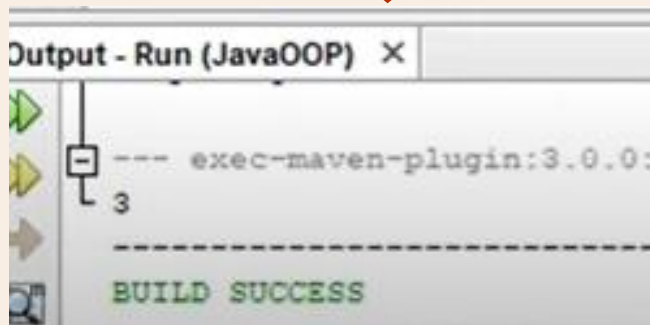 Output - Run (JavaOOP)
--- exec-maven-plugin:3.0.0:
3
------------------------------
BUILD SUCCESS